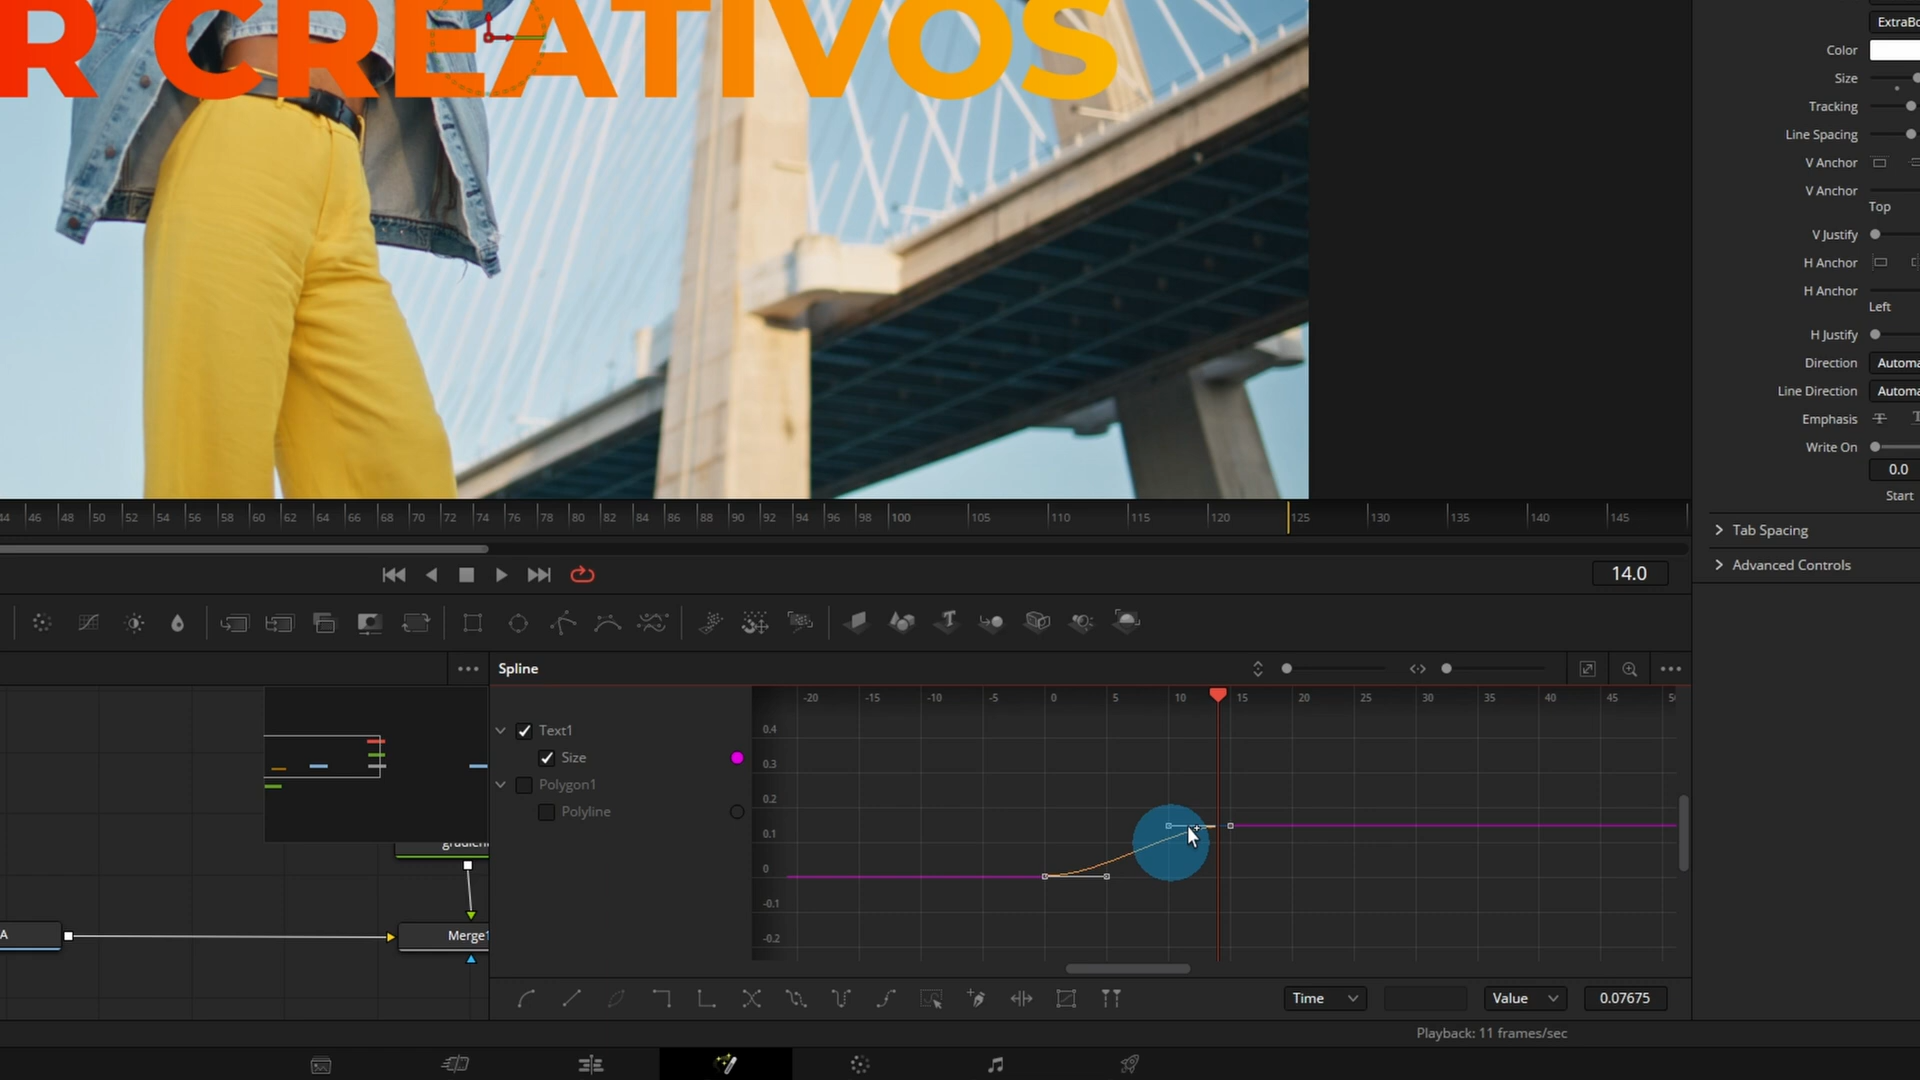 R CREATIVOS
ExtraBo
Color
Size
Tracking
Line Spacing
V Anchor
V Anchor
Top
V Justify
H Anchor
H Anchor
Left
H Justify
Direction Automa
Line Direction Automa
Emphasis
Write On
0.0
Start
Tab Spacing
Advanced Controls
44 46 48 50 52 54 56 58 60 62 64 66 68 70 72 74 76 78 80 82 84 86 88 90 92 94 96 98 100 105 110 115 120 125 130 135 140 145
14.0
Spline
-20 -15 -10 -5 0 5 10 15 20 25 30 35 40 45 5
Text1
Size
Polygon1
Polyline
0.4
0.3
0.2
0.1
0
-0.1
-0.2
A
Merge1
Time Value 0.07675
Playback: 11 frames/sec